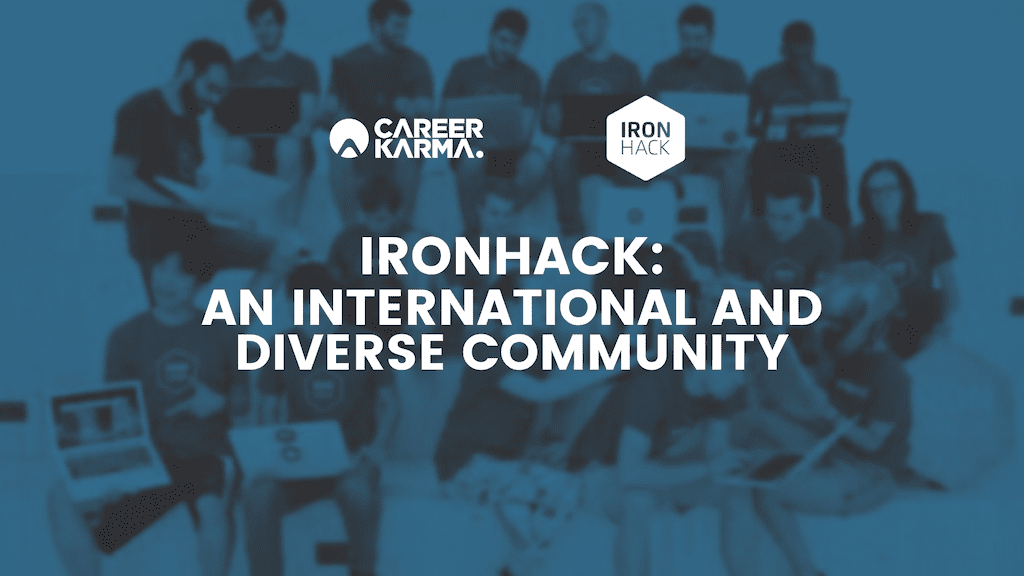 CAREER
KARMA.
IRON
HACK
IRONHACK:
AN INTERNATIONAL AND
DIVERSE COMMUNITY